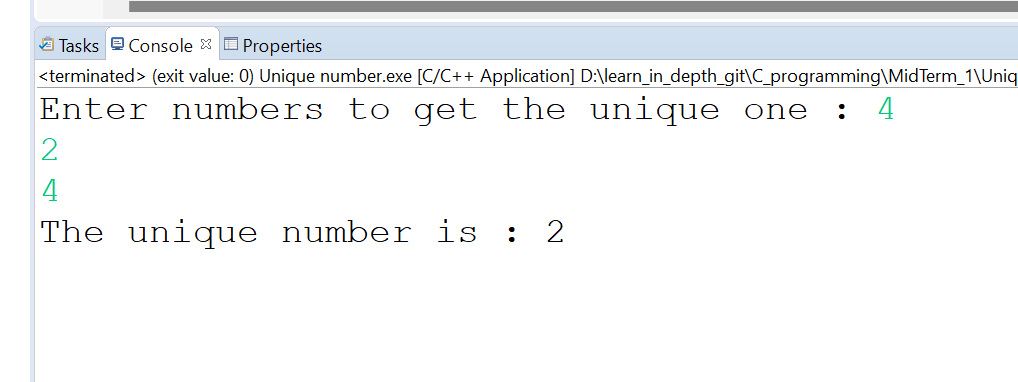 Tasks Console Properties
<terminated> (exit value: 0) Unique number.exe [C/C++ Application] D:\learn_in_depth_git\C_programming\MidTerm_1\Uniq
Enter numbers to get the unique one : 4
2
4
The unique number is : 2